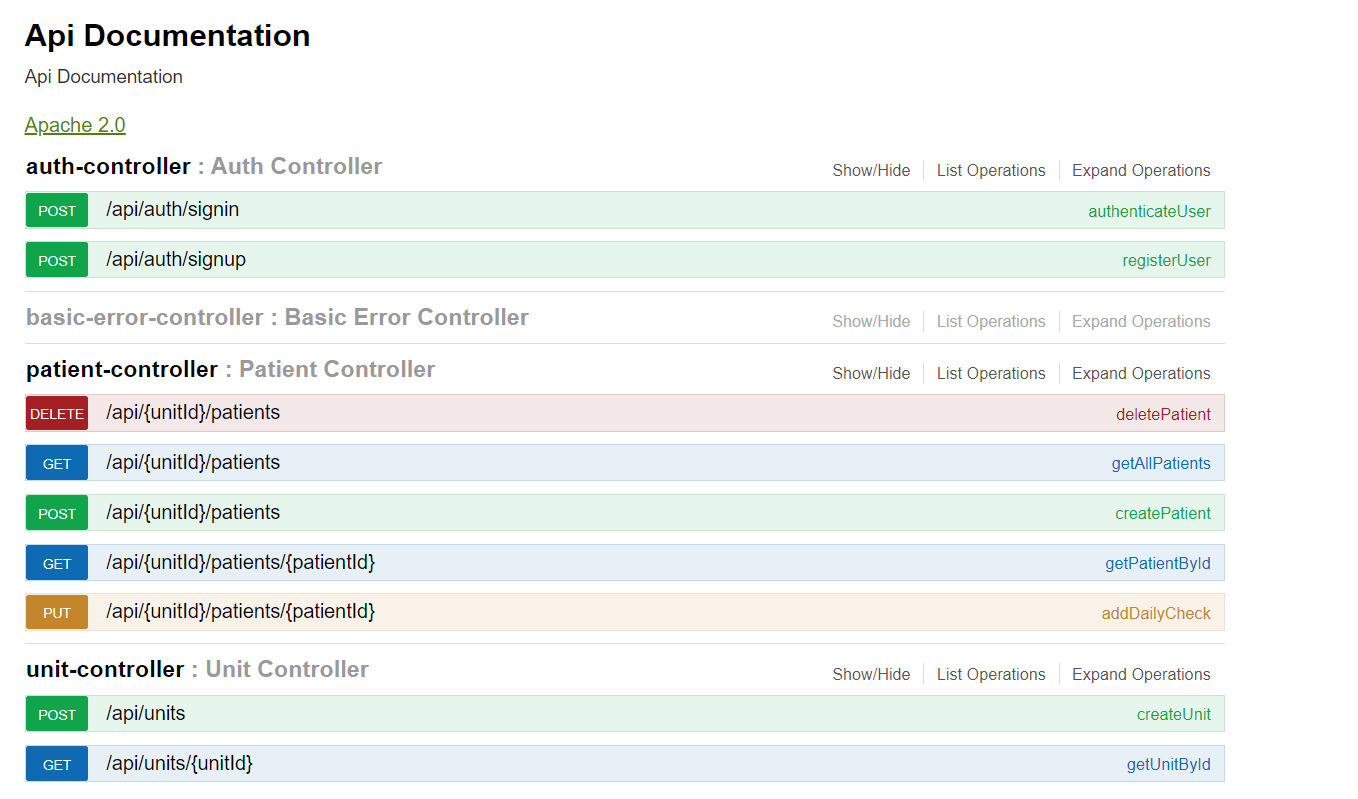 Api Documentation
Api Documentation
Apache 2.0
auth-controller : Auth Controller Show/Hide List Operations Expand Operations
POST /api/auth/signin authenticateUser
POST /api/auth/signup registerUser
basic-error-controller : Basic Error Controller Show/Hide List Operations Expand Operations
patient-controller : Patient Controller Show/Hide List Operations Expand Operations
DELETE /api/{unitId}/patients deletePatient
GET /api/{unitId}/patients getAllPatients
POST /api/{unitId}/patients createPatient
GET /api/{unitId}/patients/{patientId} getPatientById
PUT /api/{unitId}/patients/{patientId} addDailyCheck
unit-controller : Unit Controller Show/Hide List Operations Expand Operations
POST /api/units createUnit
GET /api/units/{unitId} getUnitById